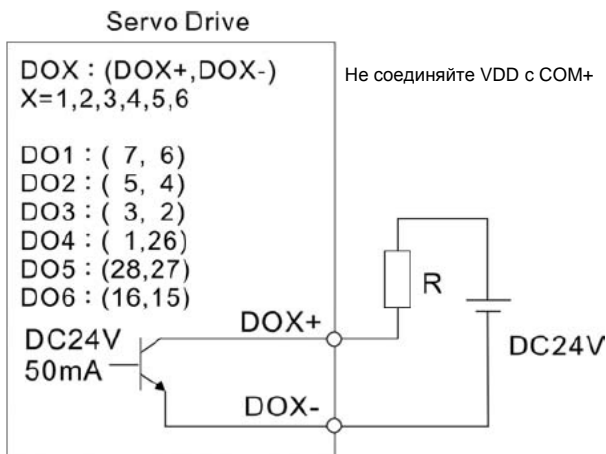 Servo Drive
DOX : (DOX+,DOX-)
X=1,2,3,4,5,6
Не соединяйте VDD с COM+
DO1 : ( 7, 6)
DO2 : ( 5, 4)
DO3 : ( 3, 2)
DO4 : ( 1,26)
DO5 : (28,27)
DO6 : (16,15)
R
DOX+
DC24V
50mA
DC24V
DOX-